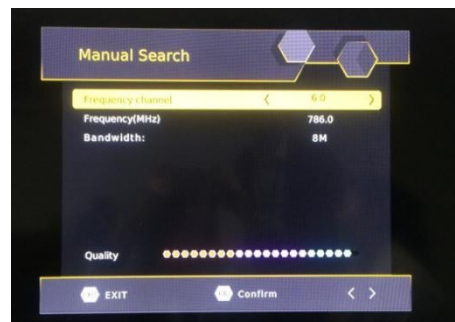 Manual Search
Frequency channel < 60 >
Frequency(MHz) 786.0
Bandwidth: 8M
Quality
EXIT Confirm < >